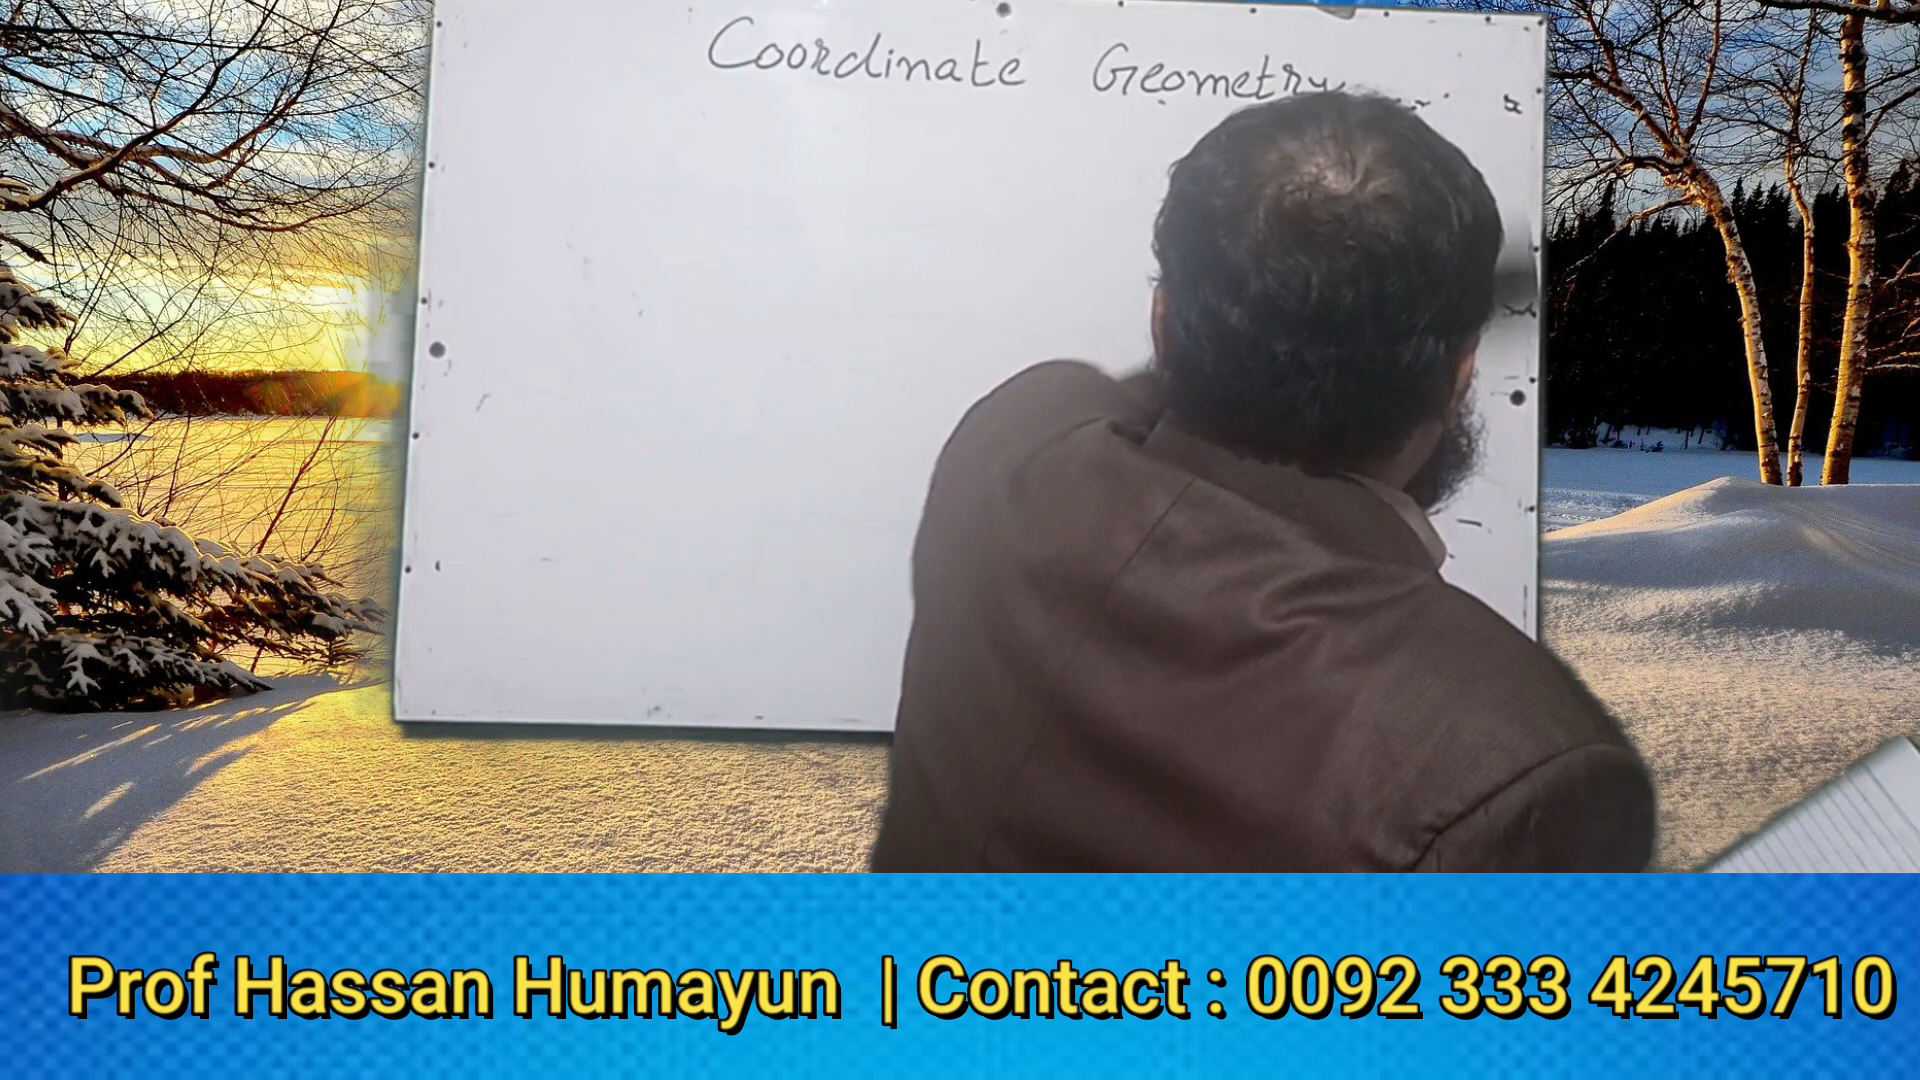 Coordinate Geometry
Prof Hassan Humayun | Contact : 0092 333 4245710